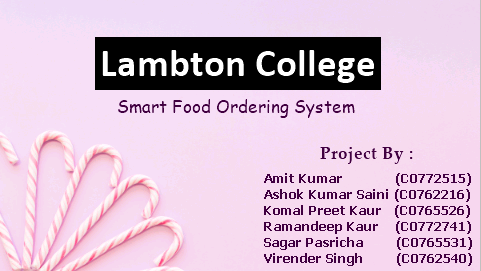 Lambton College
Smart Food Ordering System
Project By :
Amit Kumar (C0772515)
Ashok Kumar Saini (C0762216)
Komal Preet Kaur (C0765526)
Ramandeep Kaur (C0772741)
Sagar Pasricha (C0765531)
Virender Singh (C0762540)